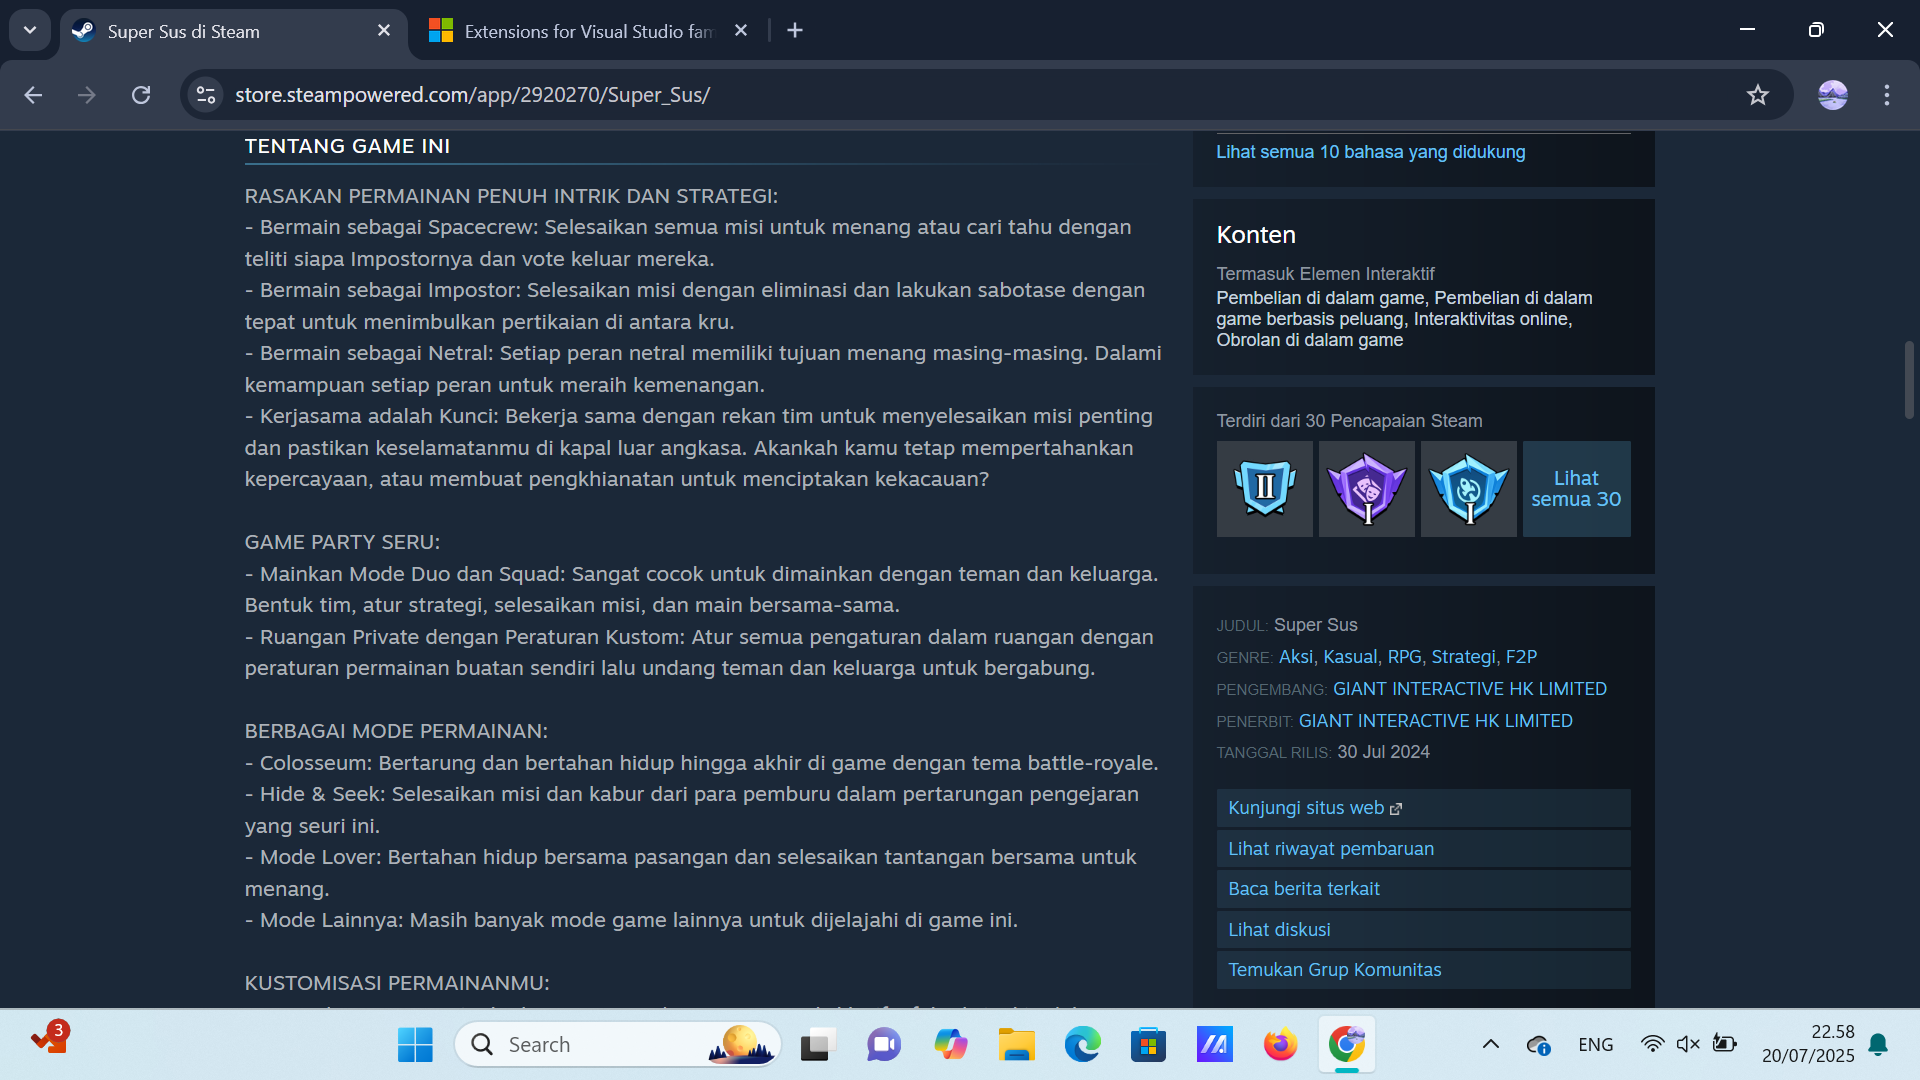 Super Sus di Steam
Extensions for Visual Studio fam
store.steampowered.com/app/2920270/Super_Sus/
TENTANG GAME INI
RASAKAN PERMAINAN PENUH INTRIK DAN STRATEGI:
- Bermain sebagai Spacecrew: Selesaikan semua misi untuk menang atau cari tahu dengan
teliti siapa Impostornya dan vote keluar mereka.
- Bermain sebagai Impostor: Selesaikan misi dengan eliminasi dan lakukan sabotase dengan
tepat untuk menimbulkan pertikaian di antara kru.
- Bermain sebagai Netral: Setiap peran netral memiliki tujuan menang masing-masing. Dalami
kemampuan setiap peran untuk meraih kemenangan.
- Kerjasama adalah Kunci: Bekerja sama dengan rekan tim untuk menyelesaikan misi penting
dan pastikan keselamatanmu di kapal luar angkasa. Akankah kamu tetap mempertahankan
kepercayaan, atau membuat pengkhianatan untuk menciptakan kekacauan?
GAME PARTY SERU:
- Mainkan Mode Duo dan Squad: Sangat cocok untuk dimainkan dengan teman dan keluarga.
Bentuk tim, atur strategi, selesaikan misi, dan main bersama-sama.
- Ruangan Private dengan Peraturan Kustom: Atur semua pengaturan dalam ruangan dengan
peraturan permainan buatan sendiri lalu undang teman dan keluarga untuk bergabung.
BERBAGAI MODE PERMAINAN:
- Colosseum: Bertarung dan bertahan hidup hingga akhir di game dengan tema battle-royale.
- Hide & Seek: Selesaikan misi dan kabur dari para pemburu dalam pertarungan pengejaran
yang seuri ini.
- Mode Lover: Bertahan hidup bersama pasangan dan selesaikan tantangan bersama untuk
menang.
- Mode Lainnya: Masih banyak mode game lainnya untuk dijelajahi di game ini.
KUSTOMISASI PERMAINANMU:
Lihat semua 10 bahasa yang didukung
Konten
Termasuk Elemen Interaktif
Pembelian di dalam game, Pembelian di dalam
game berbasis peluang, Interaktivitas online,
Obrolan di dalam game
Terdiri dari 30 Pencapaian Steam
II
I
I
Lihat
semua 30
JUDUL: Super Sus
GENRE: Aksi, Kasual, RPG, Strategi, F2P
PENGEMBANG: GIANT INTERACTIVE HK LIMITED
PENERBIT: GIANT INTERACTIVE HK LIMITED
TANGGAL RILIS: 30 Jul 2024
Kunjungi situs web
Lihat riwayat pembaruan
Baca berita terkait
Lihat diskusi
Temukan Grup Komunitas
3
Search
ENG
22.58
20/07/2025